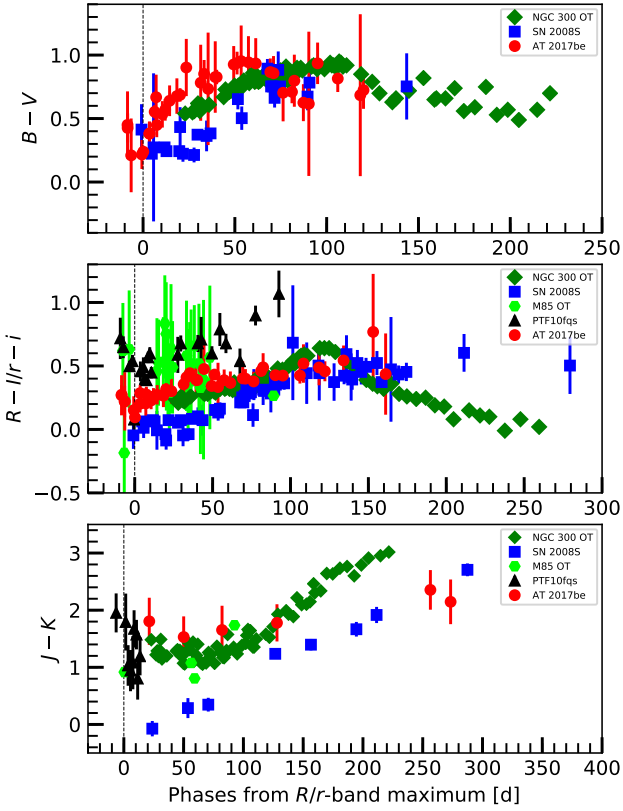 NGC 300 OT
SN 2008S
AT 2017be
1.0
0.5
0.0
B − V
0 50 100 150 200 250
NGC 300 OT
SN 2008S
M85 OT
PTF10fqs
AT 2017be
1.0
0.5
0.0
−0.5
R − I/r − i
0 50 100 150 200 250 300
NGC 300 OT
SN 2008S
M85 OT
PTF10fqs
AT 2017be
3
2
1
0
J − K
0 50 100 150 200 250 300 350 400
Phases from R/r-band maximum [d]